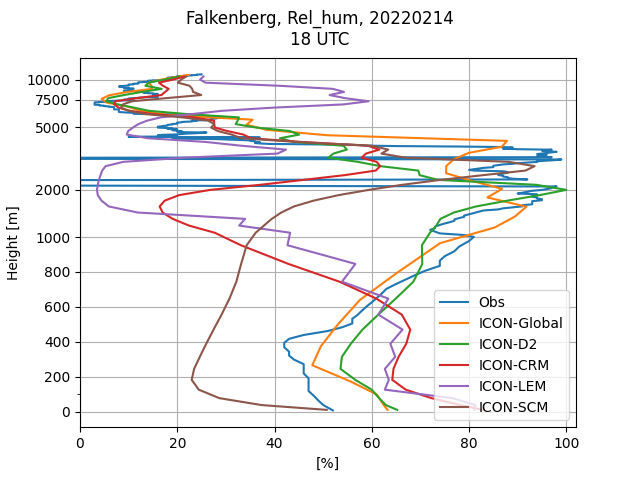 Falkenberg, Rel_hum, 20220214
18 UTC
Height [m]
10000
7500
5000
2000
1000
800
600
400
200
0
0 20 40 60 80 100
[%]
Obs
ICON-Global
ICON-D2
ICON-CRM
ICON-LEM
ICON-SCM